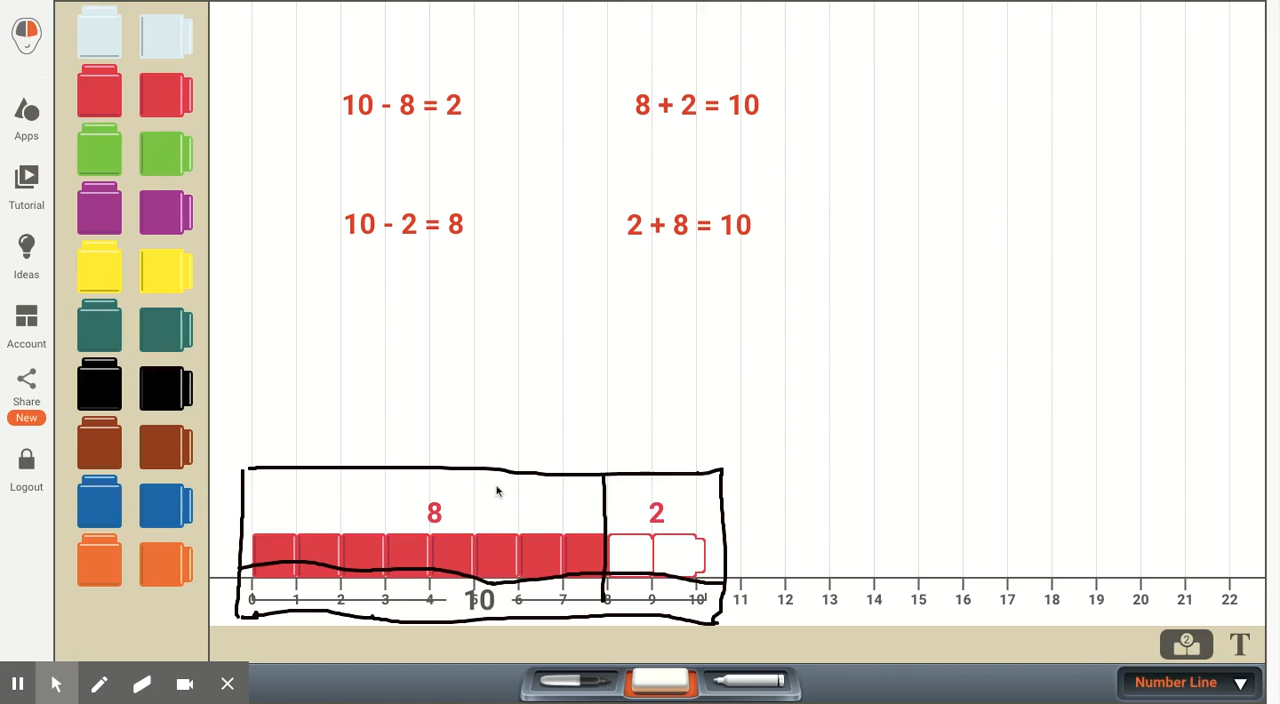 10 - 8 = 2
8 + 2 = 10
10 - 2 = 8
2 + 8 = 10
Apps
Tutorial
Ideas
Account
Share
New
Logout
8
2
0 1 2 3 4 5 6 7 8 9 10 11 12 13 14 15 16 17 18 19 20 21 22
10
2
T
Number Line